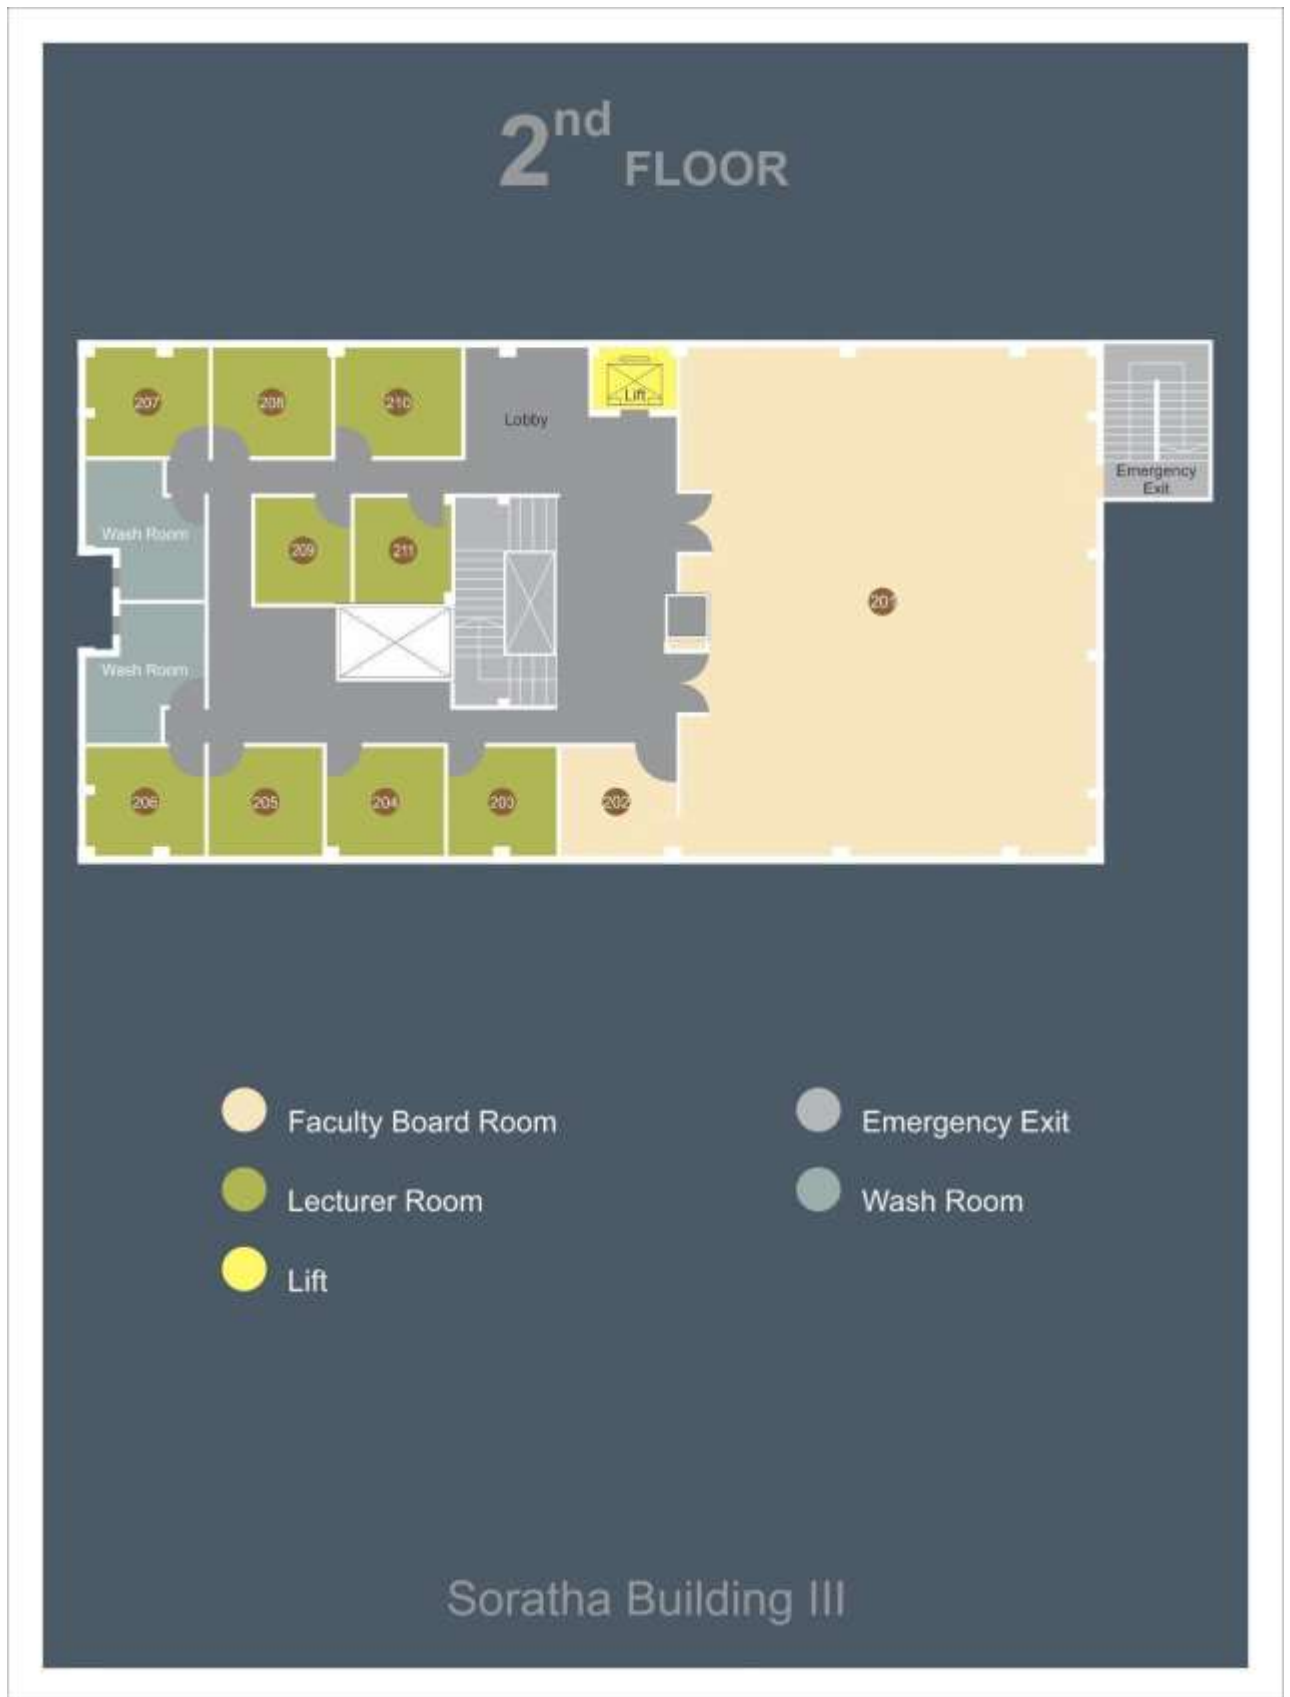 2nd FLOOR
207
208
210
Lobby
Lift
Emergency
Exit
Wash Room
209
211
201
Wash Room
206
205
204
203
202
Faculty Board Room
Emergency Exit
Lecturer Room
Wash Room
Lift
Soratha Building III